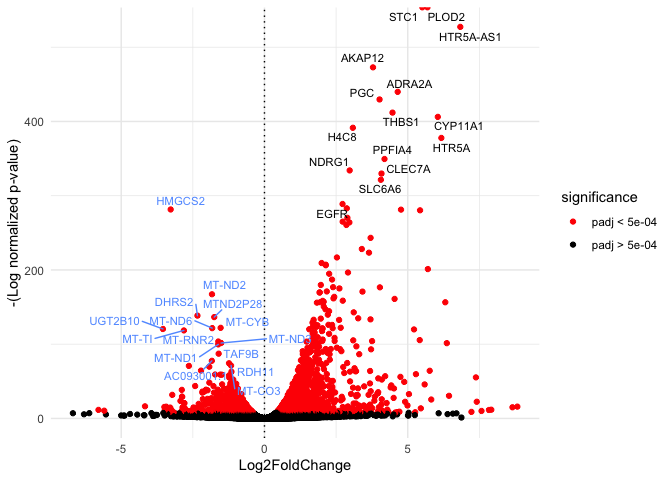 STC1 PLOD2
HTR5A-AS1
AKAP12
ADRA2A
PGC
THBS1
CYP11A1
H4C8
HTR5A
PPFIA4
NDRG1
CLEC7A
SLC6A6
HMGCS2
EGFR
MT-ND2
DHRS2 MTND2P28
UGT2B10 MT-ND6 MT-CYB
MT-TI MT-RNR2
MT-ND1 TAF9B
AC09300
RDH11
MT-CO3
400
200
0
-5 0 5
Log2FoldChange
-(Log normalized p-value)
significance
padj < 5e-04
padj > 5e-04